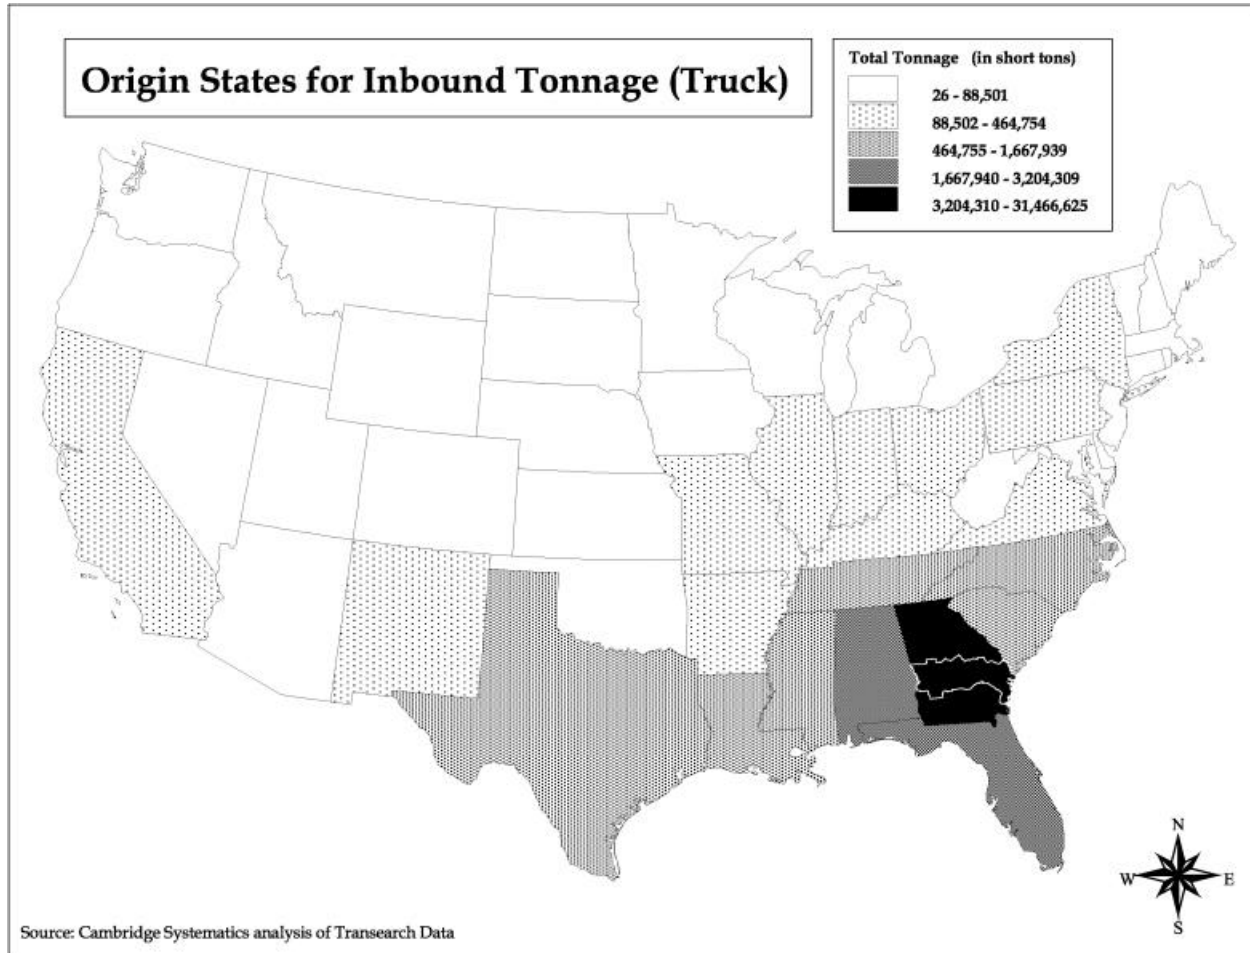 Origin States for Inbound Tonnage (Truck)
Total Tonnage (in short tons)
26 - 88,501
88,502 - 464,754
464,755 - 1,667,939
1,667,940 - 3,204,309
3,204,310 - 31,466,625
N
W E
S
Source: Cambridge Systematics analysis of Transearch Data